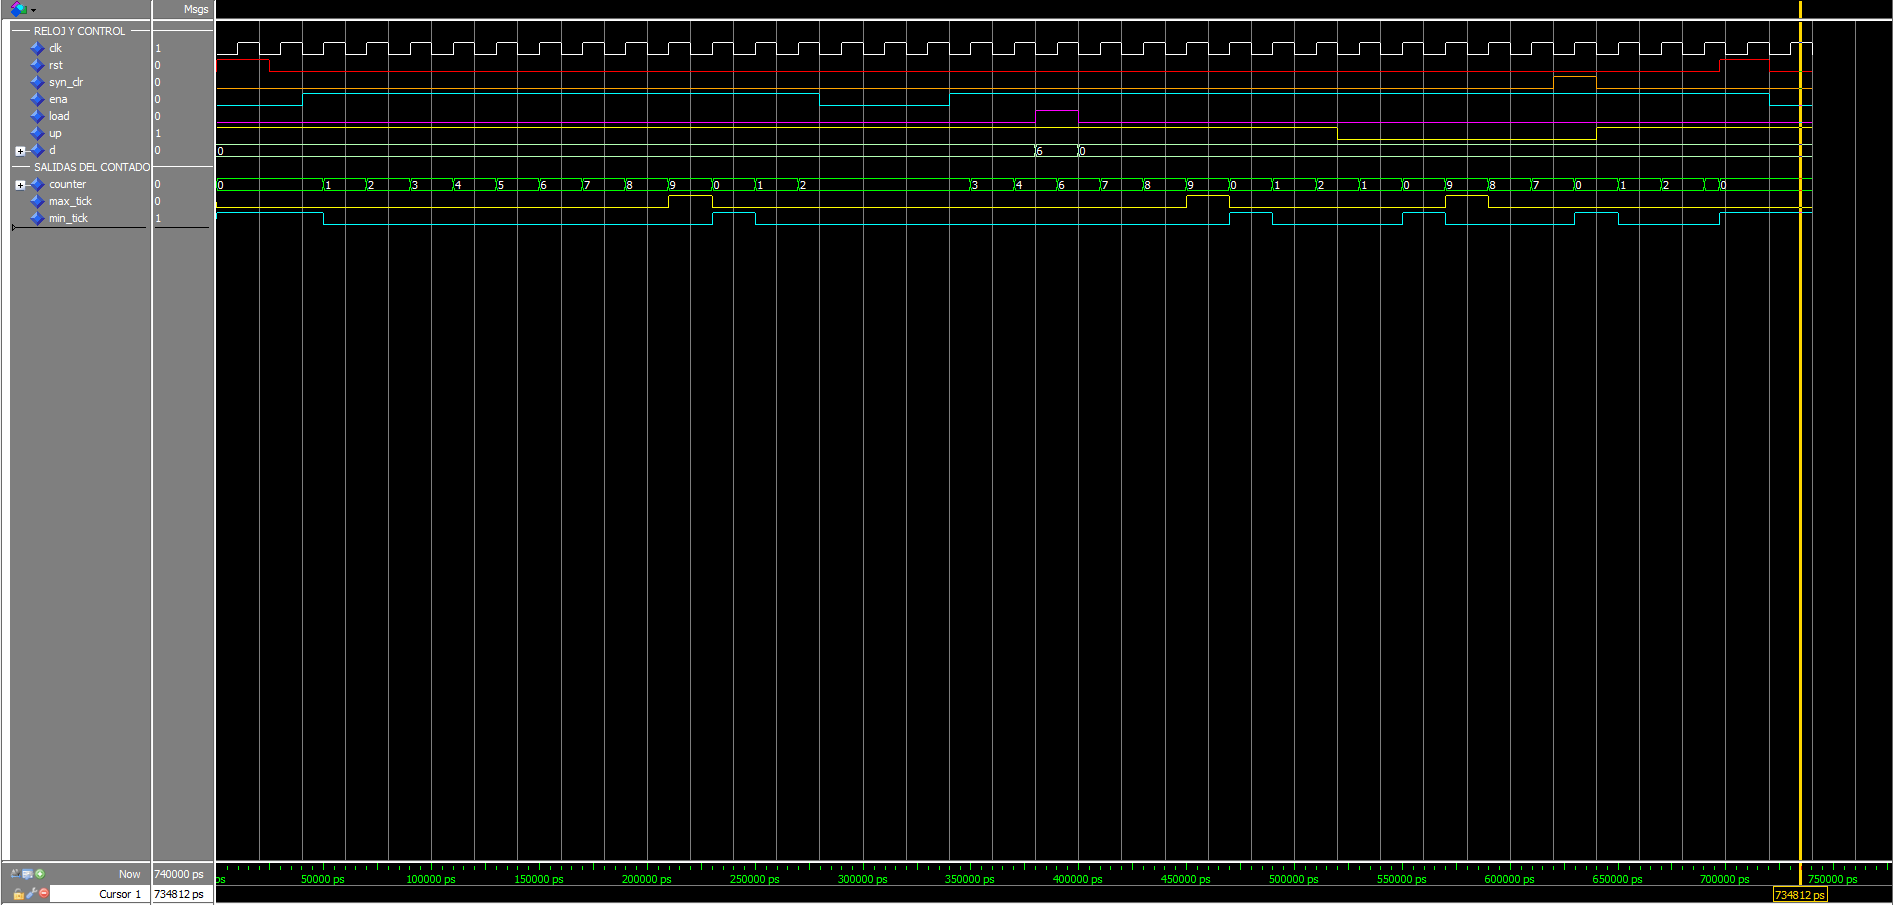 Msgs
RELOJ Y CONTROL
clk 1
rst 0
syn_clr 0
ena 0
load 0
up 1
d 0 0 6 0
SALIDAS DEL CONTADO
counter 0 0 1 2 3 4 5 6 7 8 9 0 1 2 3 4 6 7 8 9 0 1 2 1 0 9 8 7 0 1 2 0
max_tick 0
min_tick 1
Now 740000 ps ps 50000 ps 100000 ps 150000 ps 200000 ps 250000 ps 300000 ps 350000 ps 400000 ps 450000 ps 500000 ps 550000 ps 600000 ps 650000 ps 700000 ps 750000 ps
Cursor 1 734812 ps 734812 ps